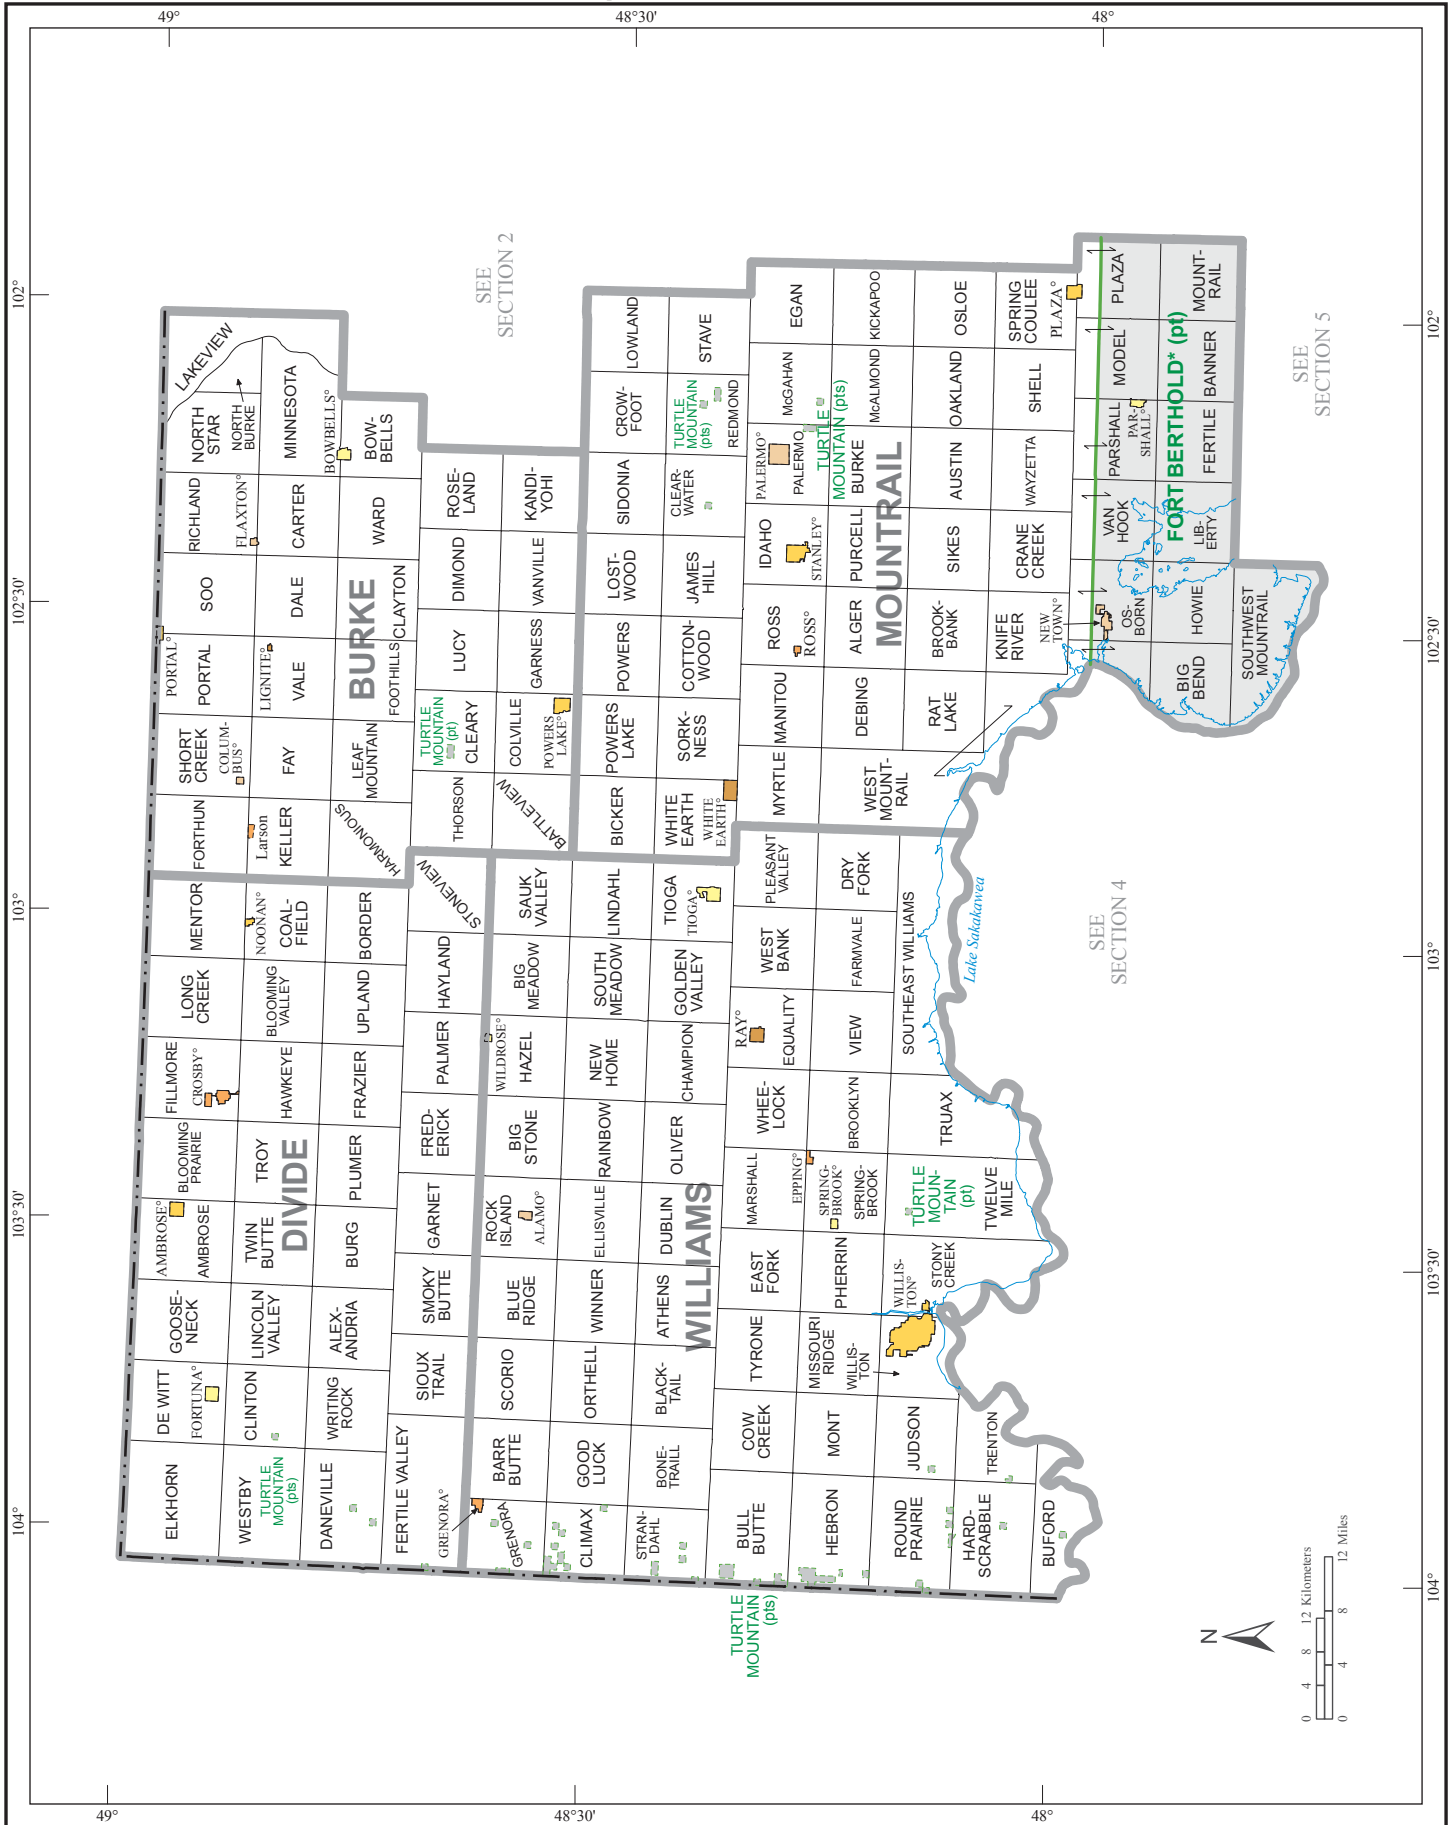 49°
48°30'
48°
102°
102°30'
103°
103°30'
104°
102°
102°30'
103°
103°30'
104°
49°
48°30'
48°
SEE
SECTION 2
SEE
SECTION 5
SEE
SECTION 4
BURKE
LAKEVIEW
NORTH
STAR
NORTH
BURKE
MINNESOTA
BOWBELLS°
BOW-
BELLS
RICHLAND
FLAXTON°
CARTER
WARD
ROSE-
LAND
KANDI-
YOHI
SOO
DALE
CLAYTON
DIMOND
VANVILLE
PORTAL°
PORTAL
LIGNITE°
VALE
FOOTHILLS
LUCY
GARNESS
SHORT
CREEK
COLUM-
BUS°
FAY
LEAF
MOUNTAIN
TURTLE
MOUNTAIN
(pt)
CLEARY
COLVILLE
POWERS
LAKE°
FORTHUN
Larson
KELLER
HARMONIOUS
THORSON
BATTLEVIEW
MOUNTRAIL
LOWLAND
STAVE
EGAN
KICKAPOO
OSLOE
SPRING
COULEE
PLAZA°
PLAZA
MOUNT-
RAIL
CROW-
FOOT
TURTLE
MOUNTAIN
(pts)
REDMOND
McGAHAN
TURTLE
MOUNTAIN (pts)
McALMOND
OAKLAND
SHELL
MODEL
BANNER
SIDONIA
CLEAR-
WATER
PALERMO°
PALERMO
BURKE
AUSTIN
WAYZETTA
PARSHALL
PAR-
SHALL°
FERTILE
FORT BERTHOLD* (pt)
LOST-
WOOD
JAMES
HILL
IDAHO
STANLEY°
PURCELL
SIKES
CRANE
CREEK
VAN
HOOK
LIB-
ERTY
POWERS
COTTON-
WOOD
ROSS
ROSS°
ALGER
BROOK-
BANK
KNIFE
RIVER
NEW
TOWN°
OS-
BORN
HOWIE
SOUTHWEST
MOUNTRAIL
POWERS
LAKE
SORK-
NESS
MANITOU
DEBING
RAT
LAKE
BIG
BEND
BICKER
WHITE
EARTH
WHITE
EARTH°
MYRTLE
WEST
MOUNT-
RAIL
DIVIDE
MENTOR
NOONAN°
COAL-
FIELD
BORDER
STONEVIEW
LONG
CREEK
BLOOMING
VALLEY
UPLAND
HAYLAND
FILLMORE
CROSBY°
HAWKEYE
FRAZIER
PALMER
BLOOMING
PRAIRIE
TROY
PLUMER
FRED-
ERICK
AMBROSE°
AMBROSE
TWIN
BUTTE
BURG
GARNET
GOOSE-
NECK
LINCOLN
VALLEY
ALEX-
ANDRIA
SMOKY
BUTTE
DE WITT
FORTUNA°
CLINTON
WRITING
ROCK
SIOUX
TRAIL
ELKHORN
WESTBY
TURTLE
MOUNTAIN
(pts)
DANEVILLE
FERTILE VALLEY
WILLIAMS
SAUK
VALLEY
LINDAHL
TIOGA
TIOGA°
PLEASANT
VALLEY
DRY
FORK
SOUTHEAST WILLIAMS
Lake Sakakawea
BIG
MEADOW
SOUTH
MEADOW
GOLDEN
VALLEY
WEST
BANK
FARMVALE
WILDROSE°
HAZEL
NEW
HOME
CHAMPION
RAY°
EQUALITY
VIEW
BIG
STONE
RAINBOW
OLIVER
WHEE-
LOCK
BROOKLYN
TRUAX
ROCK
ISLAND
ALAMO°
ELLISVILLE
DUBLIN
MARSHALL
EPPING°
SPRING-
BROOK°
SPRING-
BROOK
TURTLE
MOUN-
TAIN
(pt)
TWELVE
MILE
BLUE
RIDGE
WINNER
ATHENS
EAST
FORK
PHERRIN
WILLIS-
TON°
STONY
CREEK
SCORIO
ORTHELL
BLACK-
TAIL
TYRONE
MISSOURI
RIDGE
WILLIS-
TON
BARR
BUTTE
GOOD
LUCK
BONE-
TRAILL
COW
CREEK
MONT
JUDSON
TRENTON
GRENORA°
GRENORA
CLIMAX
STRAN-
DAHL
BULL
BUTTE
HEBRON
ROUND
PRAIRIE
HARD-
SCRABBLE
BUFORD
TURTLE
MOUNTAIN
(pts)
N
0 4 8 12 Kilometers
0 4 8 12 Miles